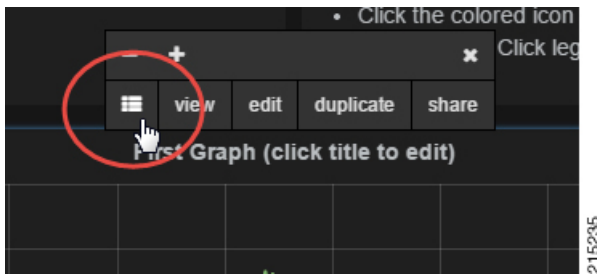 • Click the colored icon
− + × Click leg
view edit duplicate share
First Graph (click title to edit)
215235